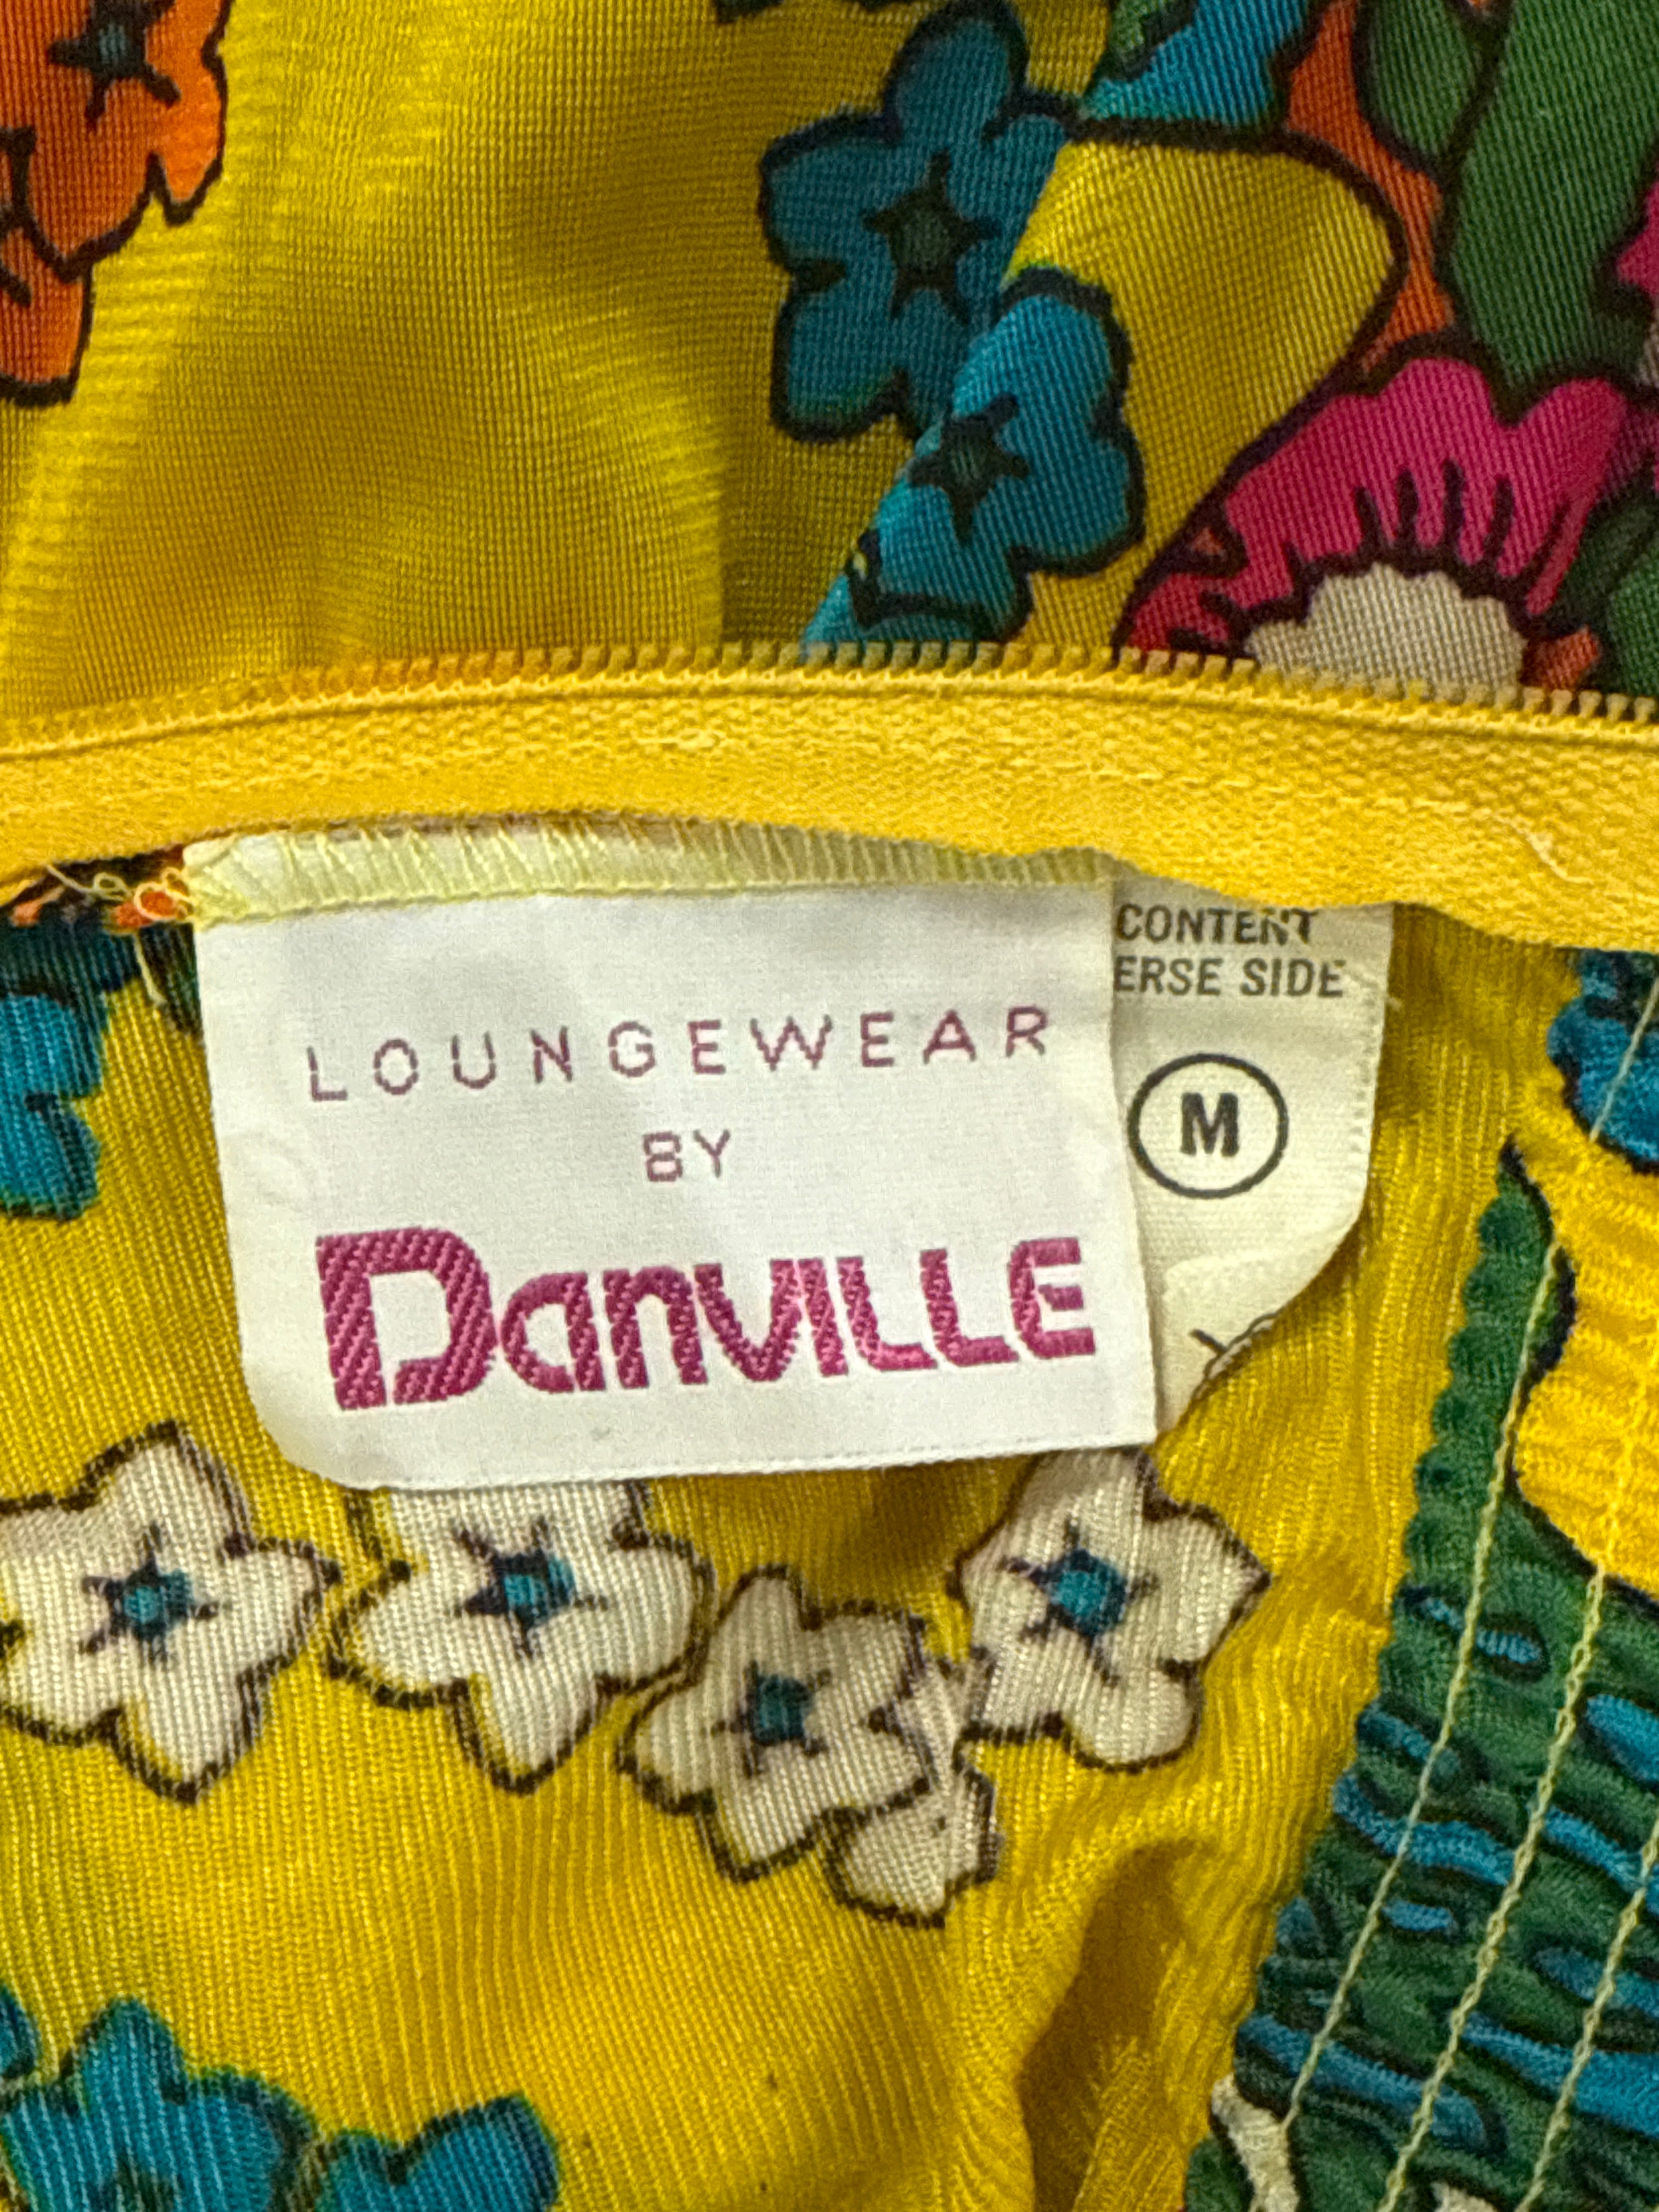 LOUNGEWEAR
BY
DANVILLE
CONTENT
ERSE SIDE
M